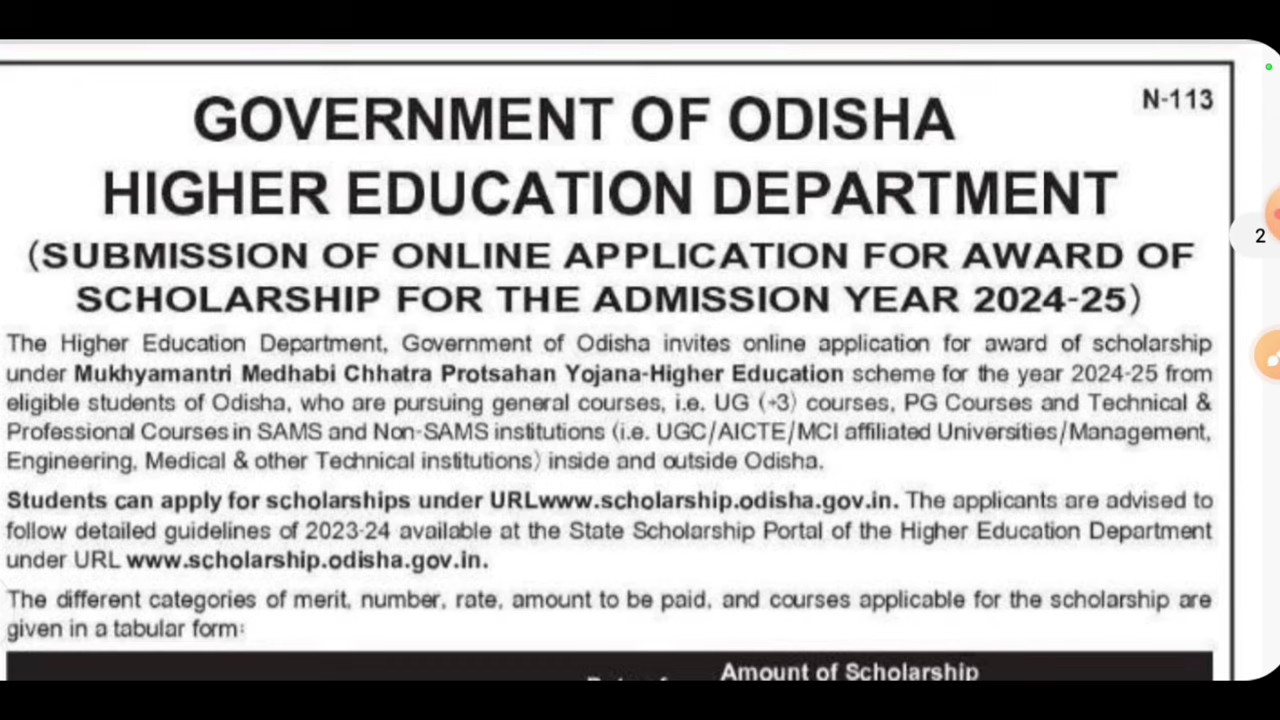 N-113
GOVERNMENT OF ODISHA
HIGHER EDUCATION DEPARTMENT
(SUBMISSION OF ONLINE APPLICATION FOR AWARD OF
SCHOLARSHIP FOR THE ADMISSION YEAR 2024-25)
The Higher Education Department, Government of Odisha invites online application for award of scholarship
under Mukhyamantri Medhabi Chhatra Protsahan Yojana-Higher Education scheme for the year 2024-25 from
eligible students of Odisha, who are pursuing general courses, i.e. UG (+3) courses, PG Courses and Technical &
Professional Courses in SAMS and Non-SAMS institutions (i.e. UGC/AICTE/MCI affiliated Universities/Management,
Engineering, Medical & other Technical institutions) inside and outside Odisha.
Students can apply for scholarships under URLwww.scholarship.odisha.gov.in. The applicants are advised to
follow detailed guidelines of 2023-24 available at the State Scholarship Portal of the Higher Education Department
under URL www.scholarship.odisha.gov.in.
The different categories of merit, number, rate, amount to be paid, and courses applicable for the scholarship are
given in a tabular form:
Amount of Scholarship
2